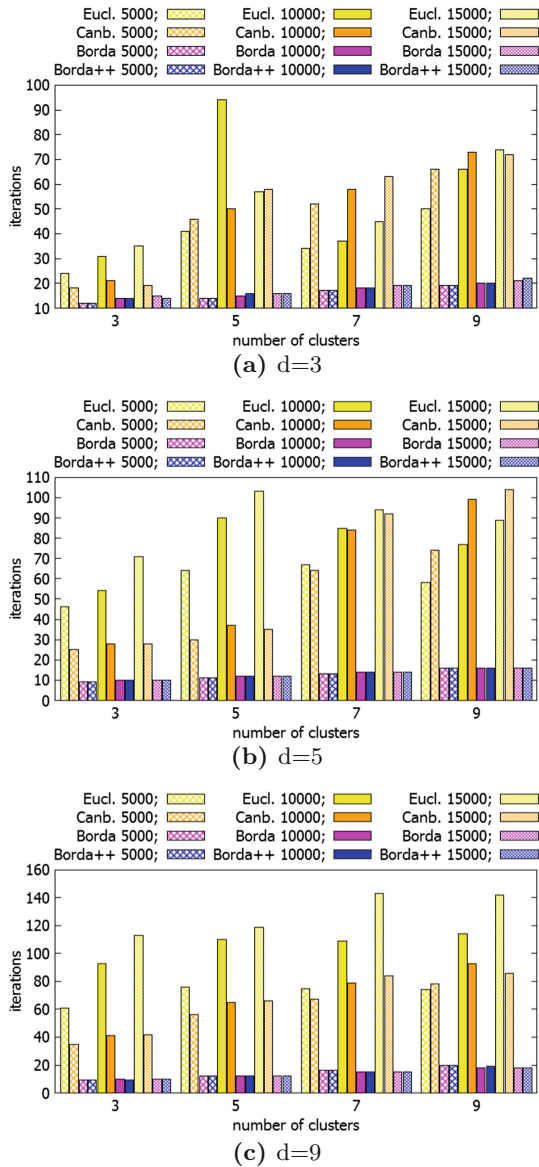 Eucl. 5000; Eucl. 10000; Eucl. 15000;
Canb. 5000; Canb. 10000; Canb. 15000;
Borda 5000; Borda 10000; Borda 15000;
Borda++ 5000; Borda++ 10000; Borda++ 15000;
100
90
80
70
60
50
40
30
20
10
iterations
3 5 7 9
number of clusters
(a) d=3
Eucl. 5000; Eucl. 10000; Eucl. 15000;
Canb. 5000; Canb. 10000; Canb. 15000;
Borda 5000; Borda 10000; Borda 15000;
Borda++ 5000; Borda++ 10000; Borda++ 15000;
110
100
90
80
70
60
50
40
30
20
10
0
iterations
3 5 7 9
number of clusters
(b) d=5
Eucl. 5000; Eucl. 10000; Eucl. 15000;
Canb. 5000; Canb. 10000; Canb. 15000;
Borda 5000; Borda 10000; Borda 15000;
Borda++ 5000; Borda++ 10000; Borda++ 15000;
160
140
120
100
80
60
40
20
0
iterations
3 5 7 9
number of clusters
(c) d=9